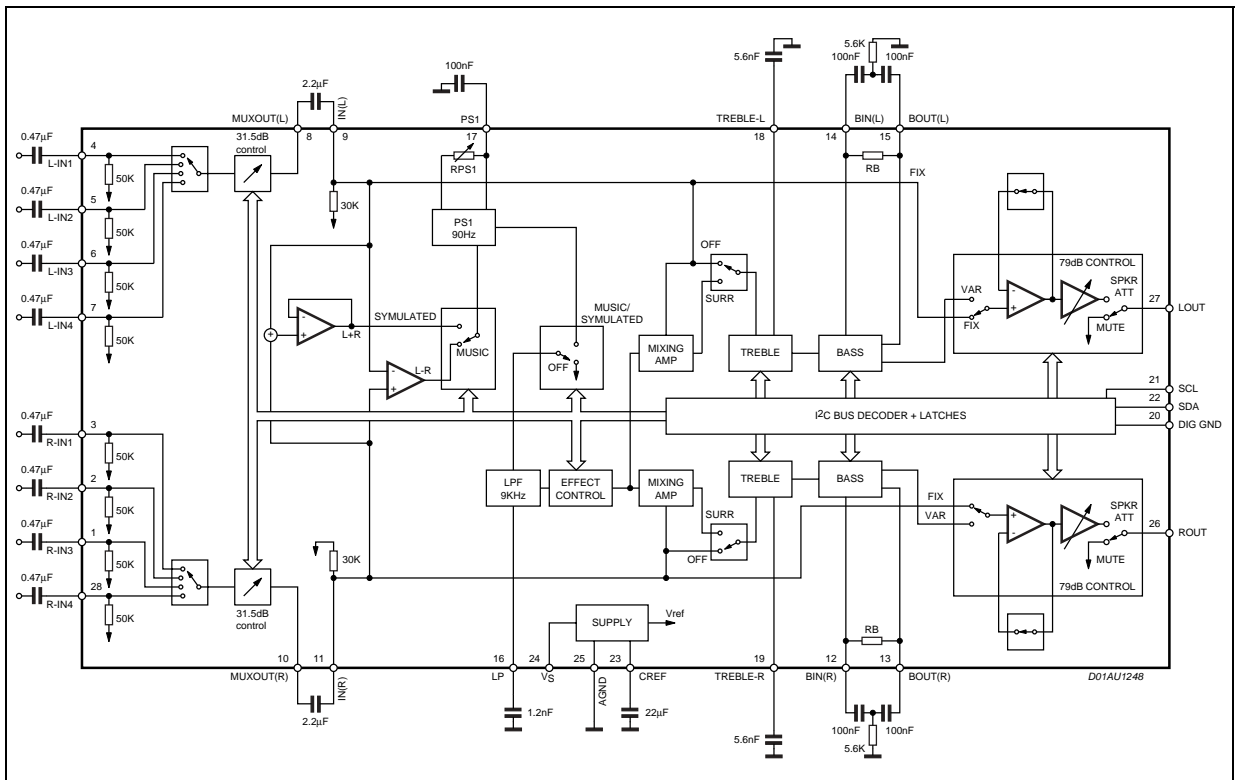 5.6K
100nF
100nF
5.6nF
100nF
2.2µF
IN(L)
MUXOUT(L)
PS1
TREBLE-L
BIN(L)
BOUT(L)
8
9
17
18
14
15
0.47µF
L-IN1
4
50K
31.5dB
control
RPS1
RB
FIX
0.47µF
L-IN2
5
50K
30K
PS1
90Hz
OFF
SURR
0.47µF
L-IN3
6
50K
79dB CONTROL
VAR
FIX
-
+
SPKR
ATT
MUTE
27
LOUT
0.47µF
L-IN4
7
50K
SYMULATED
MUSIC/
SYMULATED
+
-
+
L+R
MUSIC
OFF
MIXING
AMP
TREBLE
BASS
-
+
L-R
21
SCL
22
SDA
20
DIG GND
I2C BUS DECODER + LATCHES
0.47µF
R-IN1
3
50K
0.47µF
R-IN2
2
50K
LPF
9KHz
EFFECT
CONTROL
MIXING
AMP
TREBLE
BASS
SURR
OFF
FIX
VAR
+
-
SPKR
ATT
MUTE
26
ROUT
79dB CONTROL
0.47µF
R-IN3
1
50K
30K
0.47µF
R-IN4
28
50K
31.5dB
control
SUPPLY
Vref
RB
10
11
16
24
25
23
19
12
13
MUXOUT(R)
IN(R)
LP
VS
AGND
CREF
TREBLE-R
BIN(R)
BOUT(R)
D01AU1248
2.2µF
1.2nF
22µF
5.6nF
100nF
100nF
5.6K